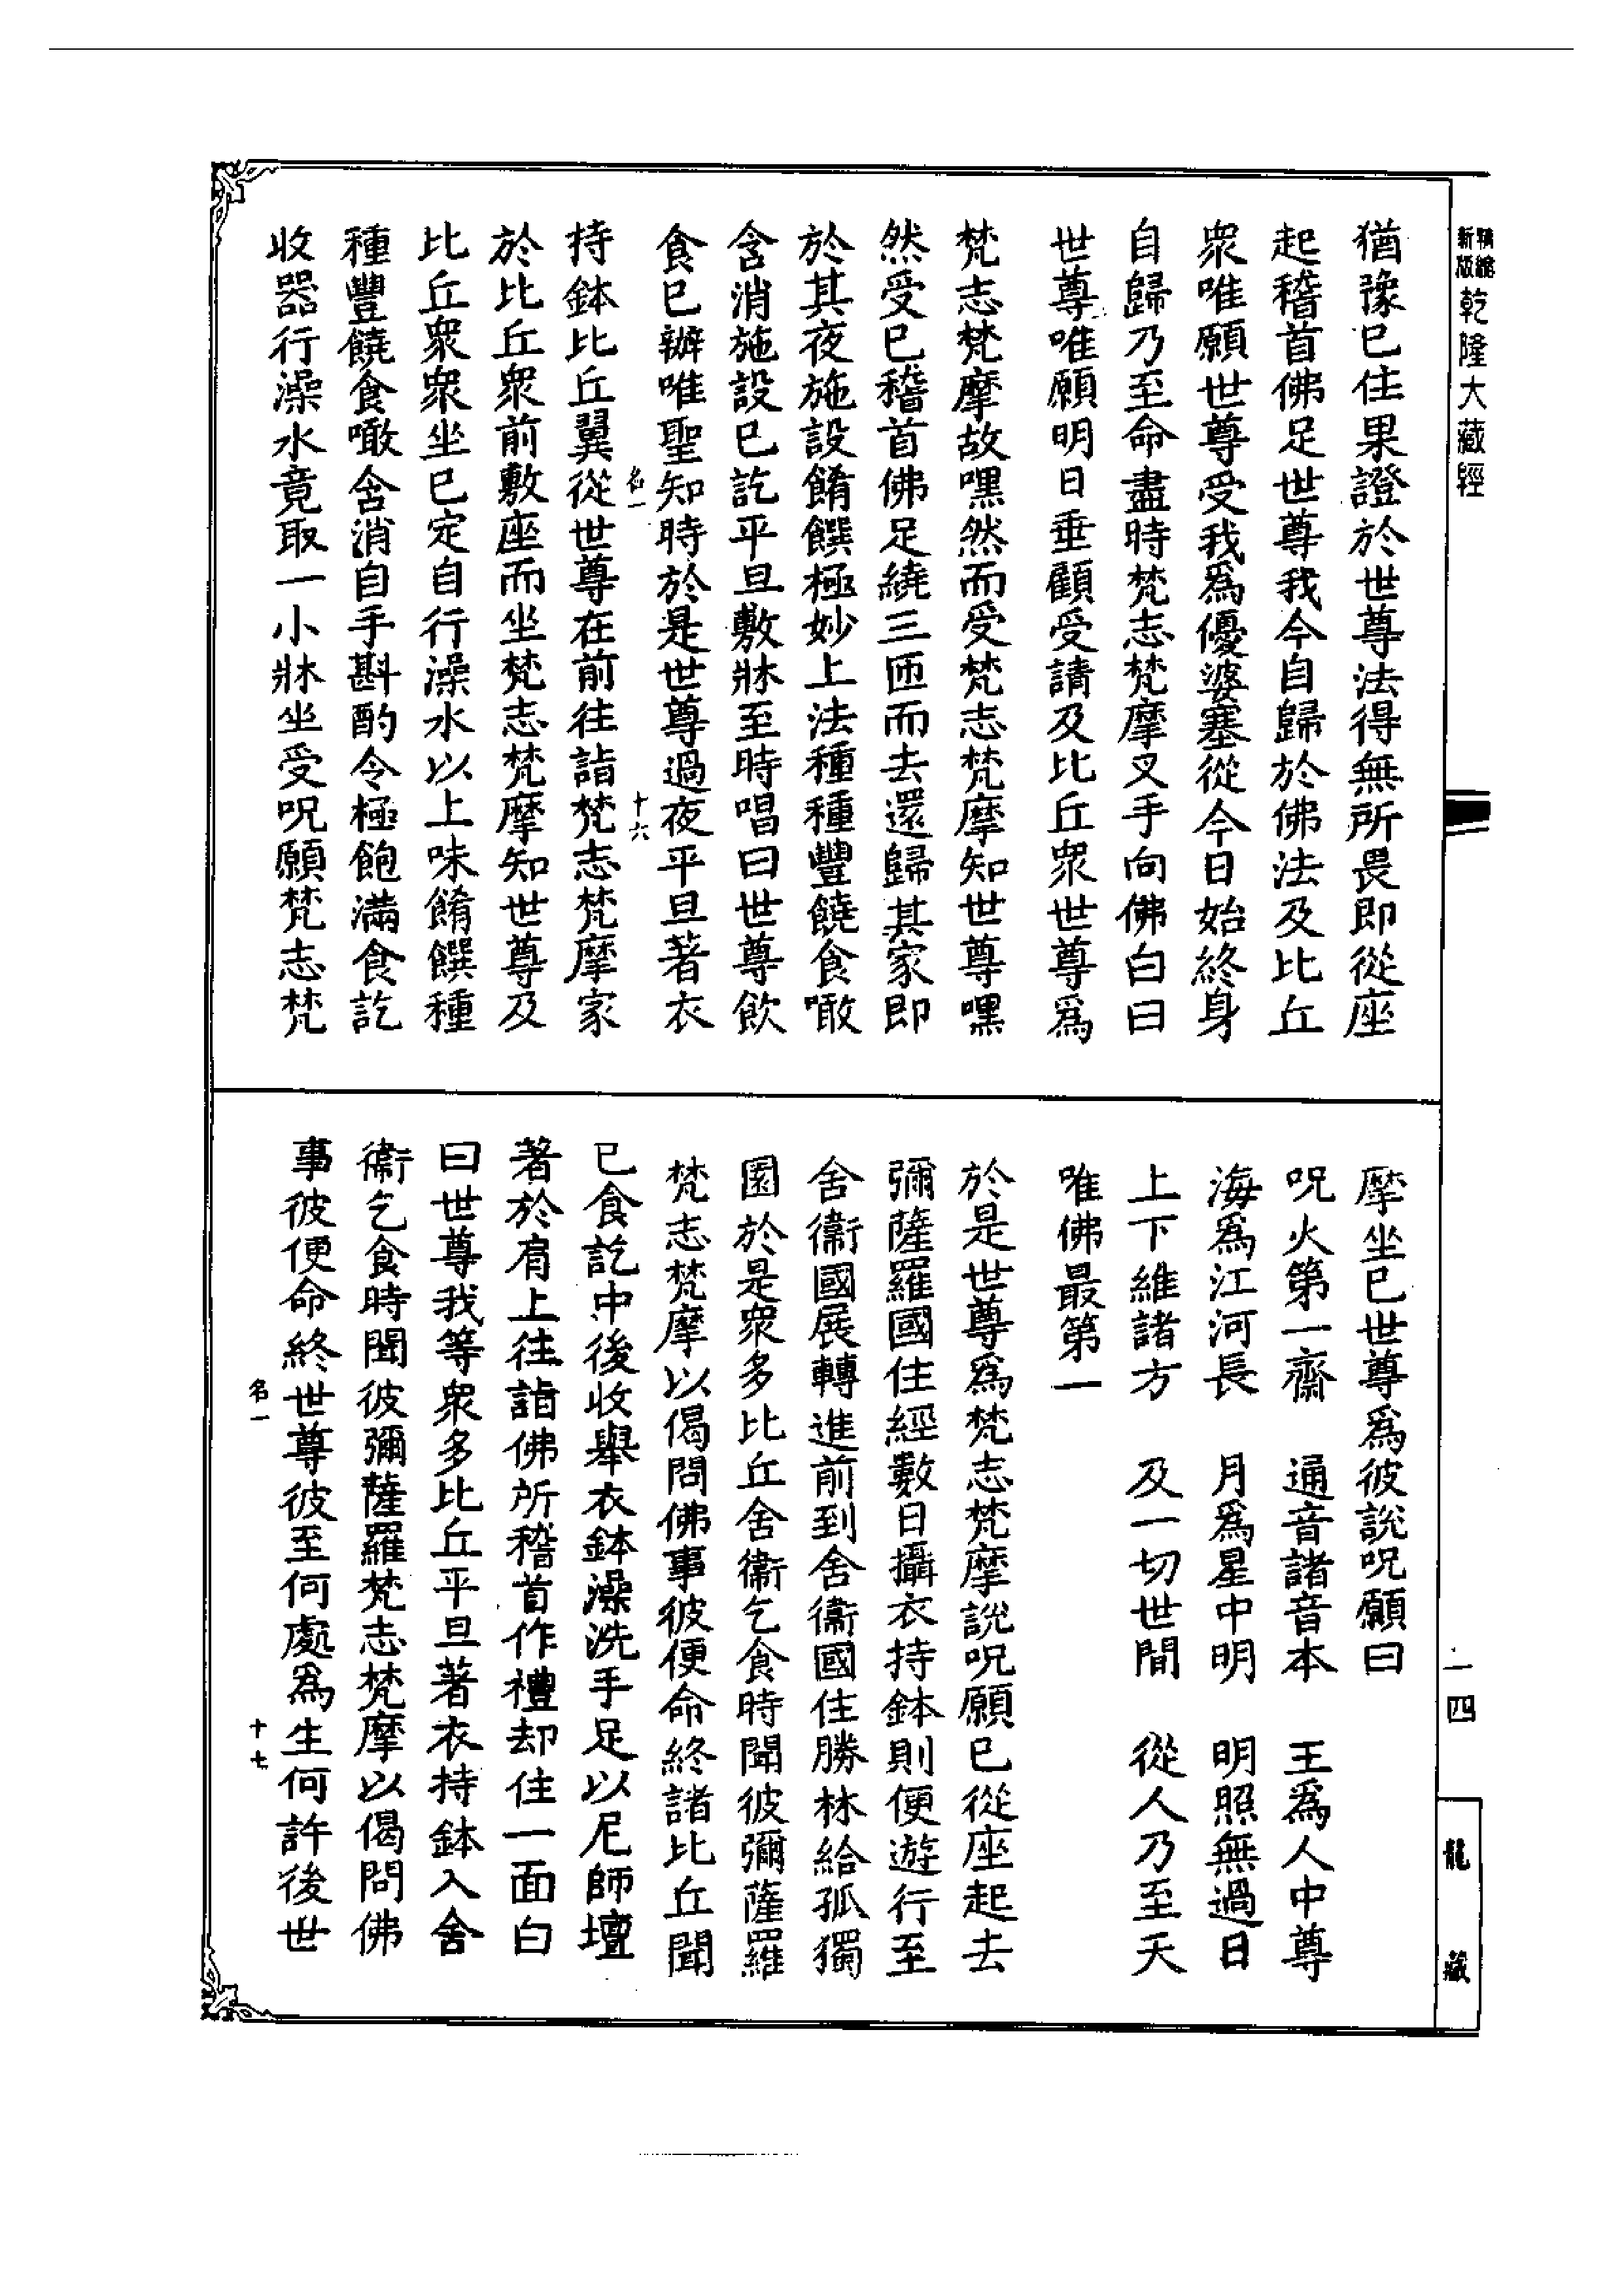 精縮新版乾隆大藏經
猶豫已住果證於世尊法得無所畏即從座
起稽首佛足世尊我今自歸於佛法及比丘
衆唯願世尊受我爲優婆塞從今日始終身
自歸乃至命盡時梵志梵摩叉手向佛白曰
世尊唯願明日垂顧受請及比丘衆世尊爲
梵志梵摩故嘿然而受梵志梵摩知世尊嘿
然受已稽首佛足繞三匝而去還歸其家即
於其夜施設餚饌極妙上法種種豐饒食噉
含消施設已訖平旦敷牀至時唱曰世尊飲
食已辦唯聖知時於是世尊過夜平旦著衣
名一 十六
持鉢比丘翼從世尊在前往詣梵志梵摩家
於比丘衆前敷座而坐梵志梵摩知世尊及
比丘衆衆坐已定自行澡水以上味餚饌種
種豐饒食噉含消自手斟酌令極飽滿食訖
收器行澡水竟取一小牀坐受呪願梵志梵
摩坐已世尊爲彼說呪願曰
呪火第一齋 通音諸音本 王爲人中尊
海爲江河長 月爲星中明 明照無過日
上下維諸方 及一切世間 從人乃至天
唯佛最第一
於是世尊爲梵志梵摩說呪願已從座起去
彌薩羅國住經數日攝衣持鉢則便遊行至
舍衞國展轉進前到舍衞國住勝林給孤獨
園於是衆多比丘舍衞乞食時聞彼彌薩羅
梵志梵摩以偈問佛事彼便命終諸比丘聞
已食訖中後收舉衣鉢澡洗手足以尼師壇
著於肩上往詣佛所稽首作禮却住一面白
曰世尊我等衆多比丘平旦著衣持鉢入舍
衞乞食時聞彼彌薩羅梵志梵摩以偈問佛
事彼便命終世尊彼至何處爲生何許後世
名一 十七
一四
龍藏